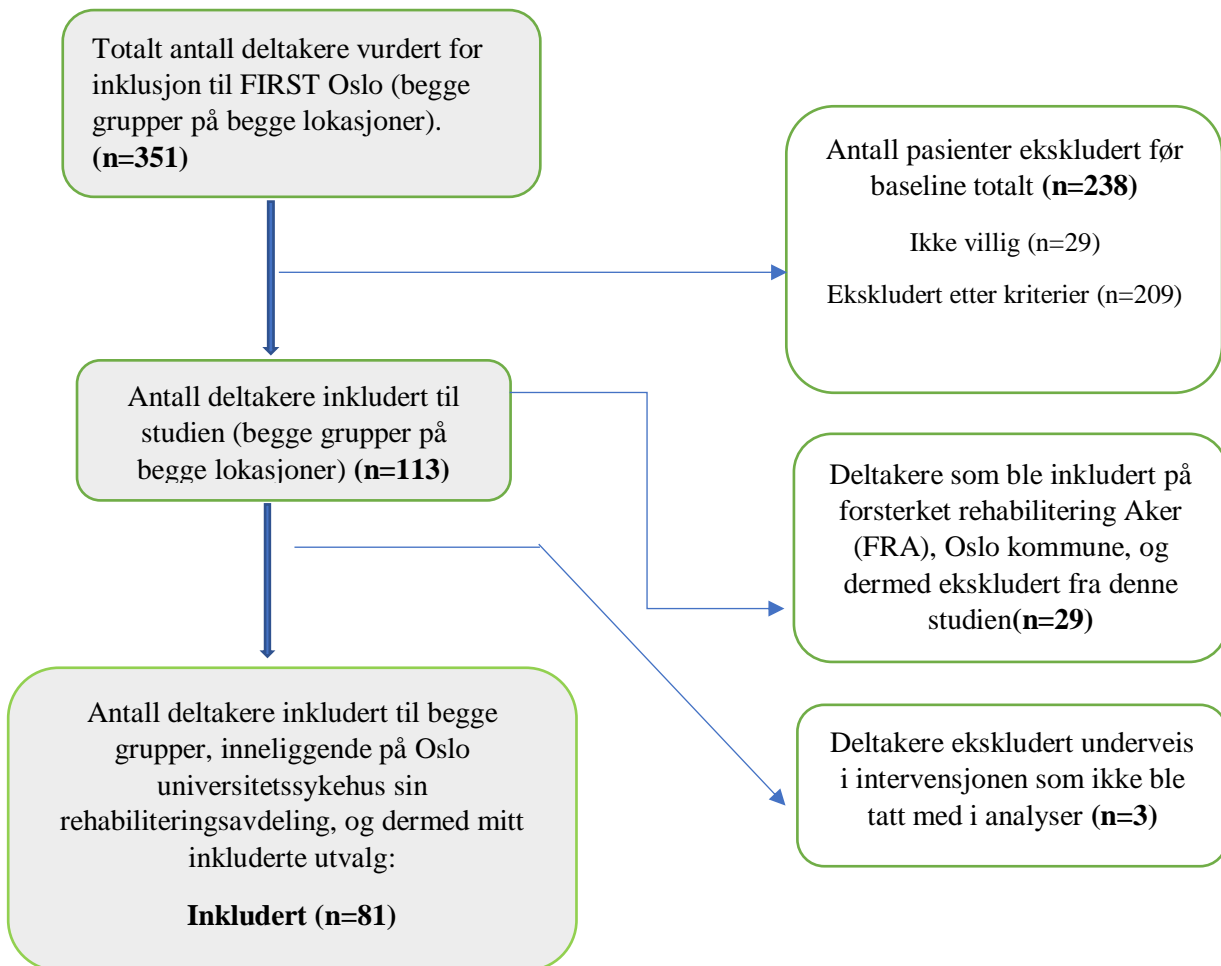 Totalt antall deltakere vurdert for
inklusjon til FIRST Oslo (begge
grupper på begge lokasjoner).
(n=351)
Antall pasienter ekskludert før
baseline totalt (n=238)
Ikke villig (n=29)
Ekskludert etter kriterier (n=209)
Antall deltakere inkludert til
studien (begge grupper på
begge lokasjoner) (n=113)
Deltakere som ble inkludert på
forsterket rehabilitering Aker
(FRA), Oslo kommune, og
dermed ekskludert fra denne
studien(n=29)
Antall deltakere inkludert til begge
grupper, inneliggende på Oslo
universitetssykehus sin
rehabiliteringsavdeling, og dermed mitt
inkluderte utvalg:
Inkludert (n=81)
Deltakere ekskludert underveis
i intervensjonen som ikke ble
tatt med i analyser (n=3)